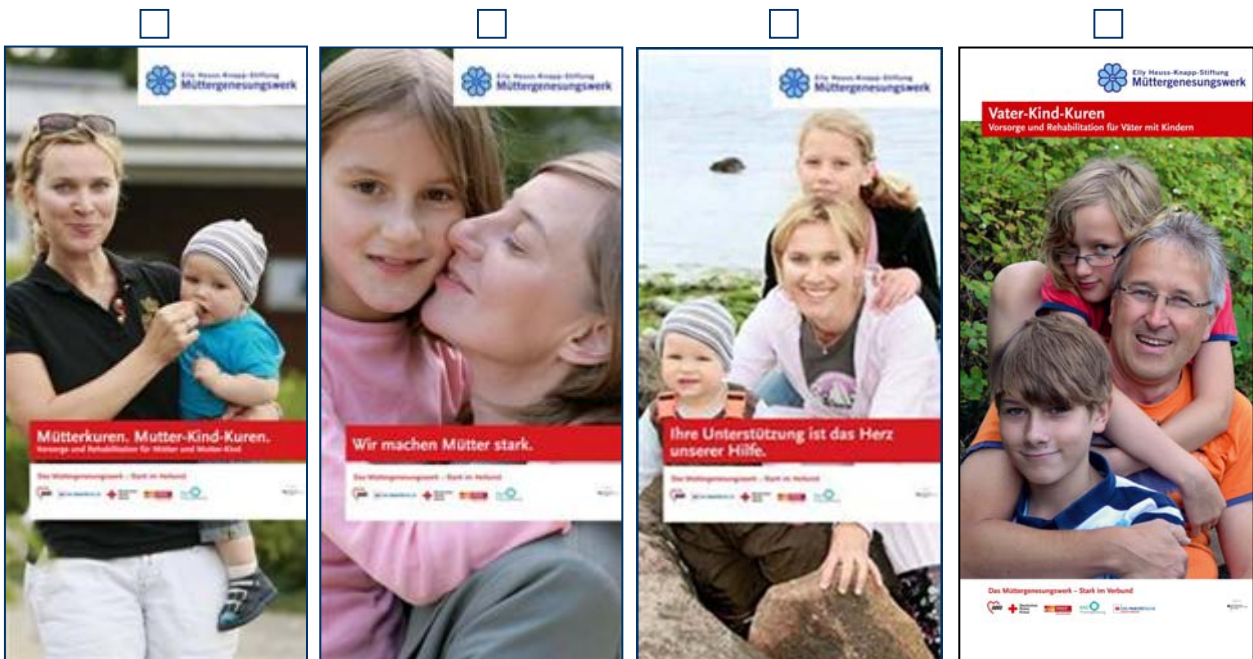 Elly Heuss-Knapp-Stiftung
Müttergenesungswerk
Mütterkuren. Mutter-Kind-Kuren.
Vorsorge und Rehabilitation für Mütter und Mutter-Kind
Das Müttergenesungswerk – Stark im Verbund
Elly Heuss-Knapp-Stiftung
Müttergenesungswerk
Wir machen Mütter stark.
Das Müttergenesungswerk – Stark im Verbund
Elly Heuss-Knapp-Stiftung
Müttergenesungswerk
Ihre Unterstützung ist das Herz
unserer Hilfe.
Das Müttergenesungswerk – Stark im Verbund
Elly Heuss-Knapp-Stiftung
Müttergenesungswerk
Vater-Kind-Kuren
Vorsorge und Rehabilitation für Väter mit Kindern
Das Müttergenesungswerk – Stark im Verbund